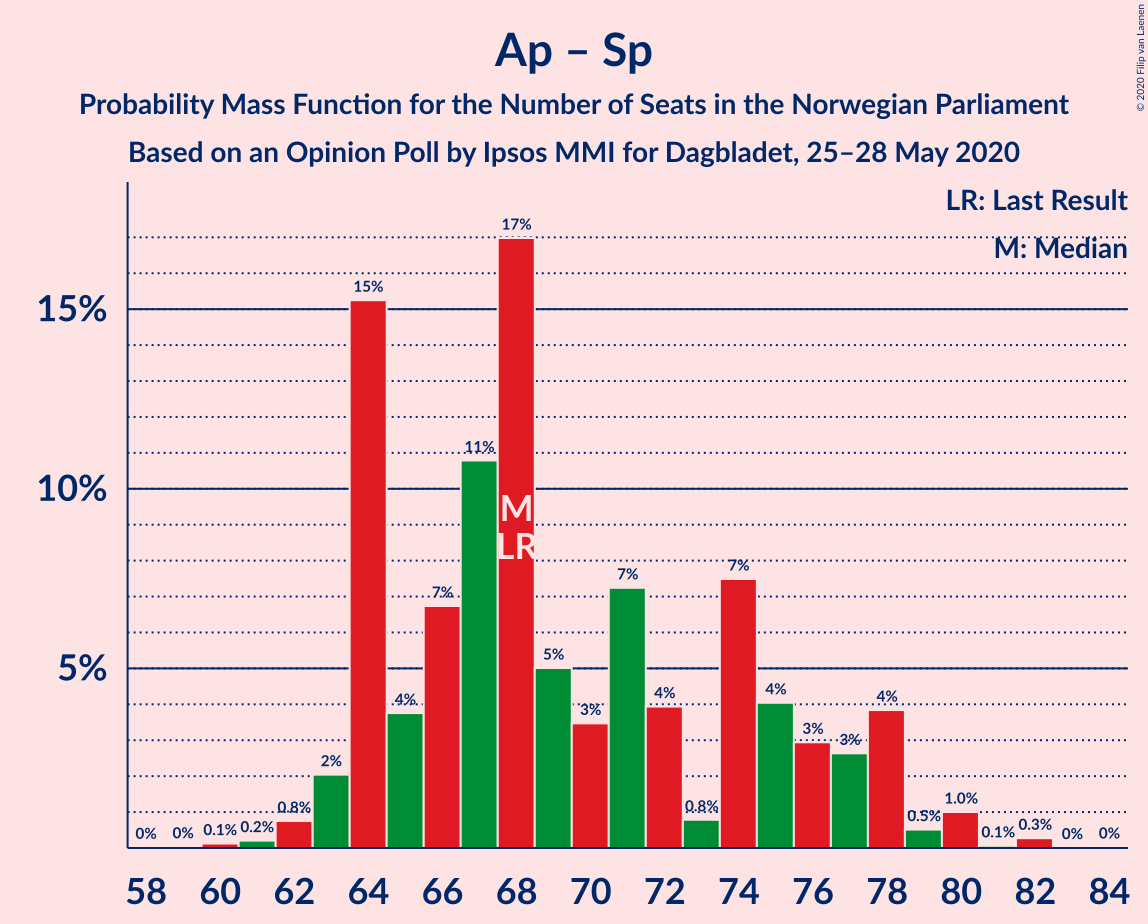 © 2020 Filip van Laenen
Ap – Sp
Probability Mass Function for the Number of Seats in the Norwegian Parliament
Based on an Opinion Poll by Ipsos MMI for Dagbladet, 25–28 May 2020
LR: Last Result
M: Median
15%
10%
5%
0% 0% 0.1% 0.2% 0.8% 2% 15% 4% 7% 11% 17% 5% 3% 7% 4% 0.8% 7% 4% 3% 3% 4% 0.5% 1.0% 0.1% 0.3% 0% 0%
M
LR
58 60 62 64 66 68 70 72 74 76 78 80 82 84